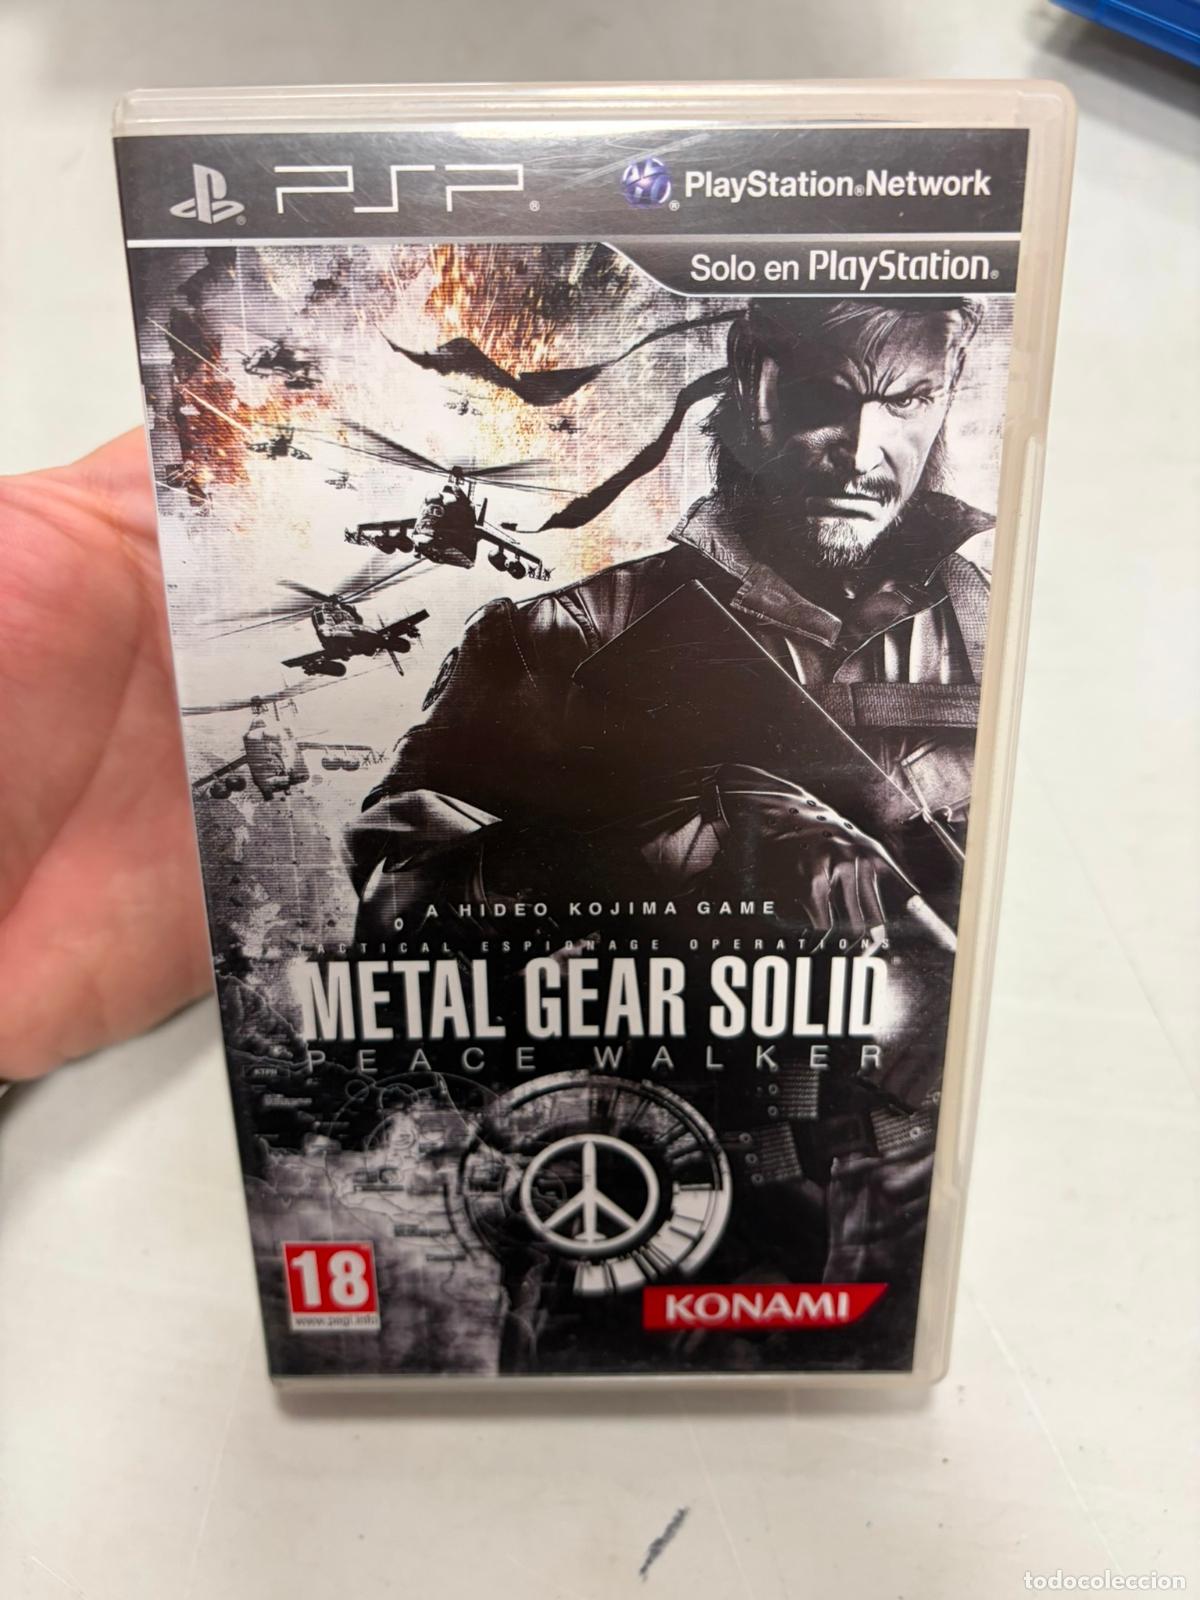 PSP
PlayStation®Network
Solo en PlayStation®
A HIDEO KOJIMA GAME
TACTICAL ESPIONAGE OPERATIONS
METAL GEAR SOLID
PEACE WALKER
18
www.pegi.info
KONAMI
todocoleccion